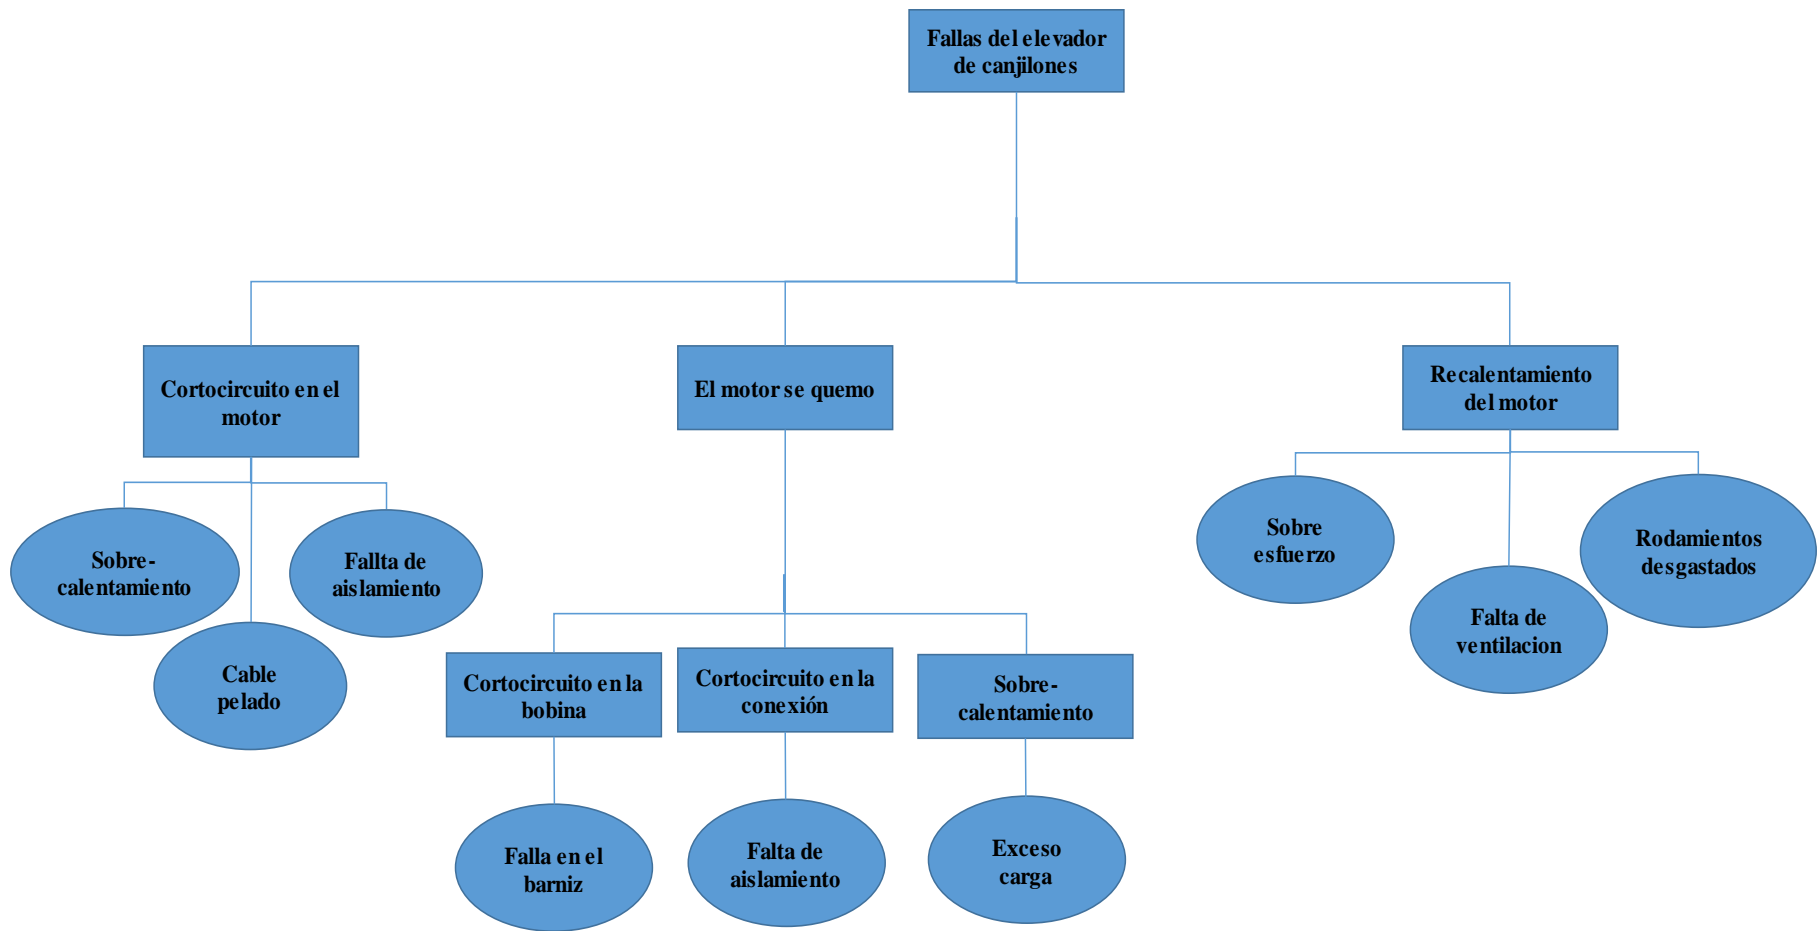 Fallas del elevador
de canjilones
Cortocircuito en el
motor
El motor se quemo
Recalentamiento
del motor
Sobre-
calentamiento
Cable
pelado
Fallta de
aislamiento
Cortocircuito en la
bobina
Cortocircuito en la
conexión
Sobre-
calentamiento
Falla en el
barniz
Falta de
aislamiento
Exceso
carga
Sobre
esfuerzo
Falta de
ventilacion
Rodamientos
desgastados